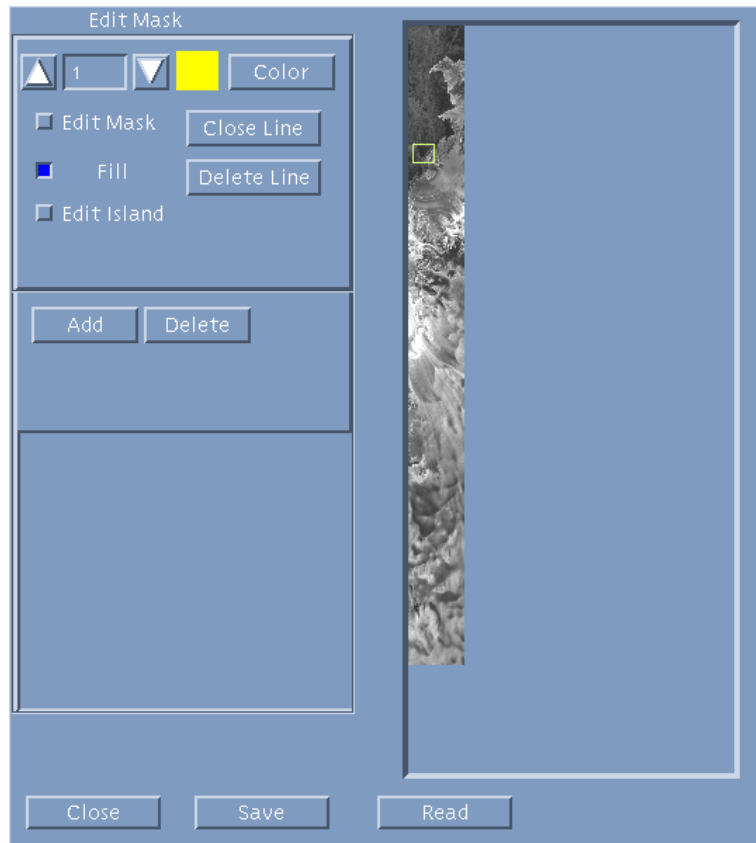 Edit Mask
1
Color
Edit Mask
Close Line
Fill
Delete Line
Edit Island
Add Delete
Close Save Read